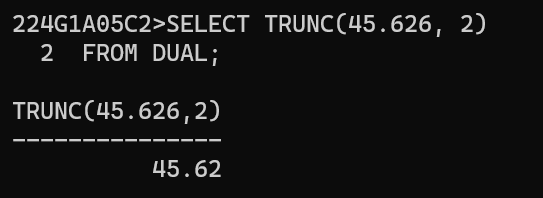 224G1A05C2>SELECT TRUNC(45.626, 2)
  2  FROM DUAL;

TRUNC(45.626,2)
---------------
          45.62